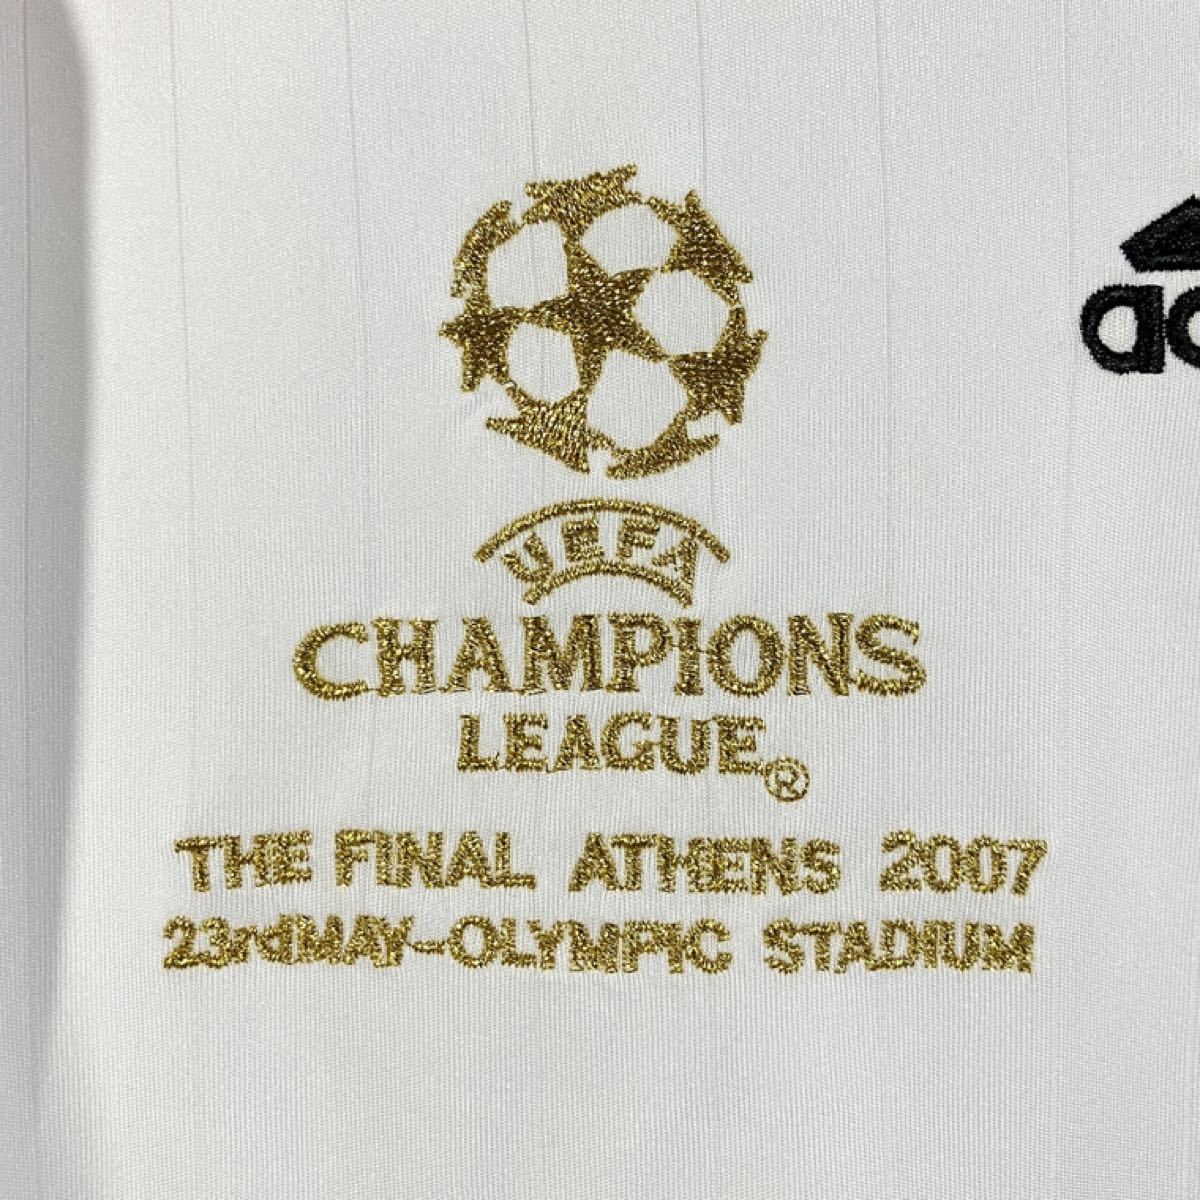 UEFA
CHAMPIONS
LEAGUE®
THE FINAL ATHENS 2007
23rdMAY-OLYMPIC STADIUM